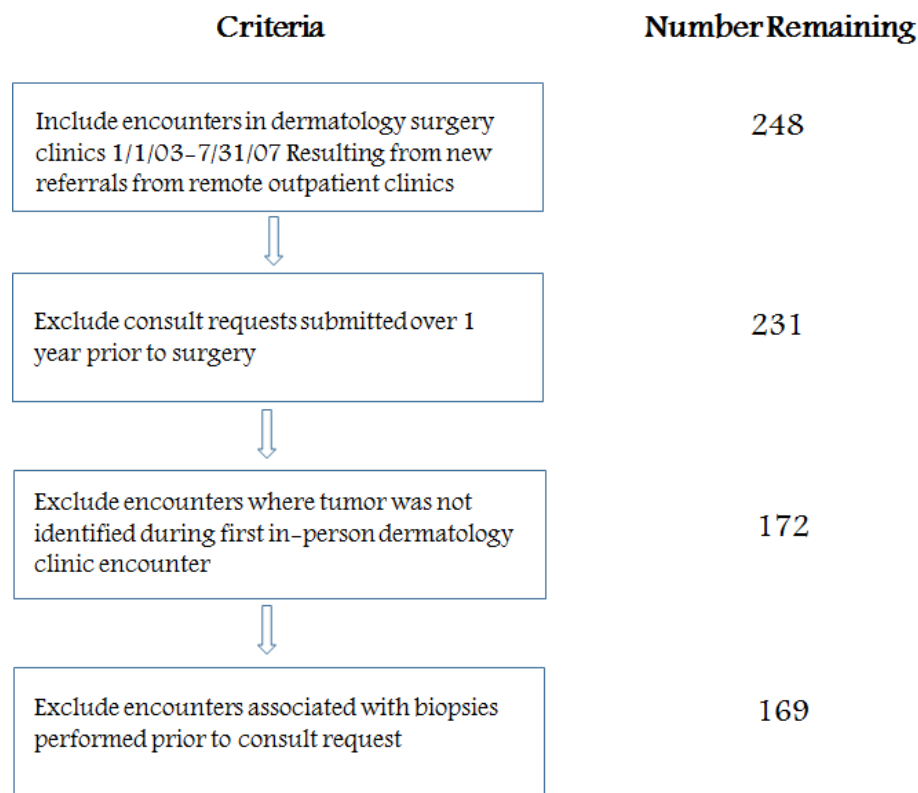 Criteria
Number Remaining
Include encounters in dermatology surgery
clinics 1/1/03-7/31/07 Resulting from new
referrals from remote outpatient clinics
248
Exclude consult requests submitted over 1
year prior to surgery
231
Exclude encounters where tumor was not
identified during first in-person dermatology
clinic encounter
172
Exclude encounters associated with biopsies
performed prior to consult request
169